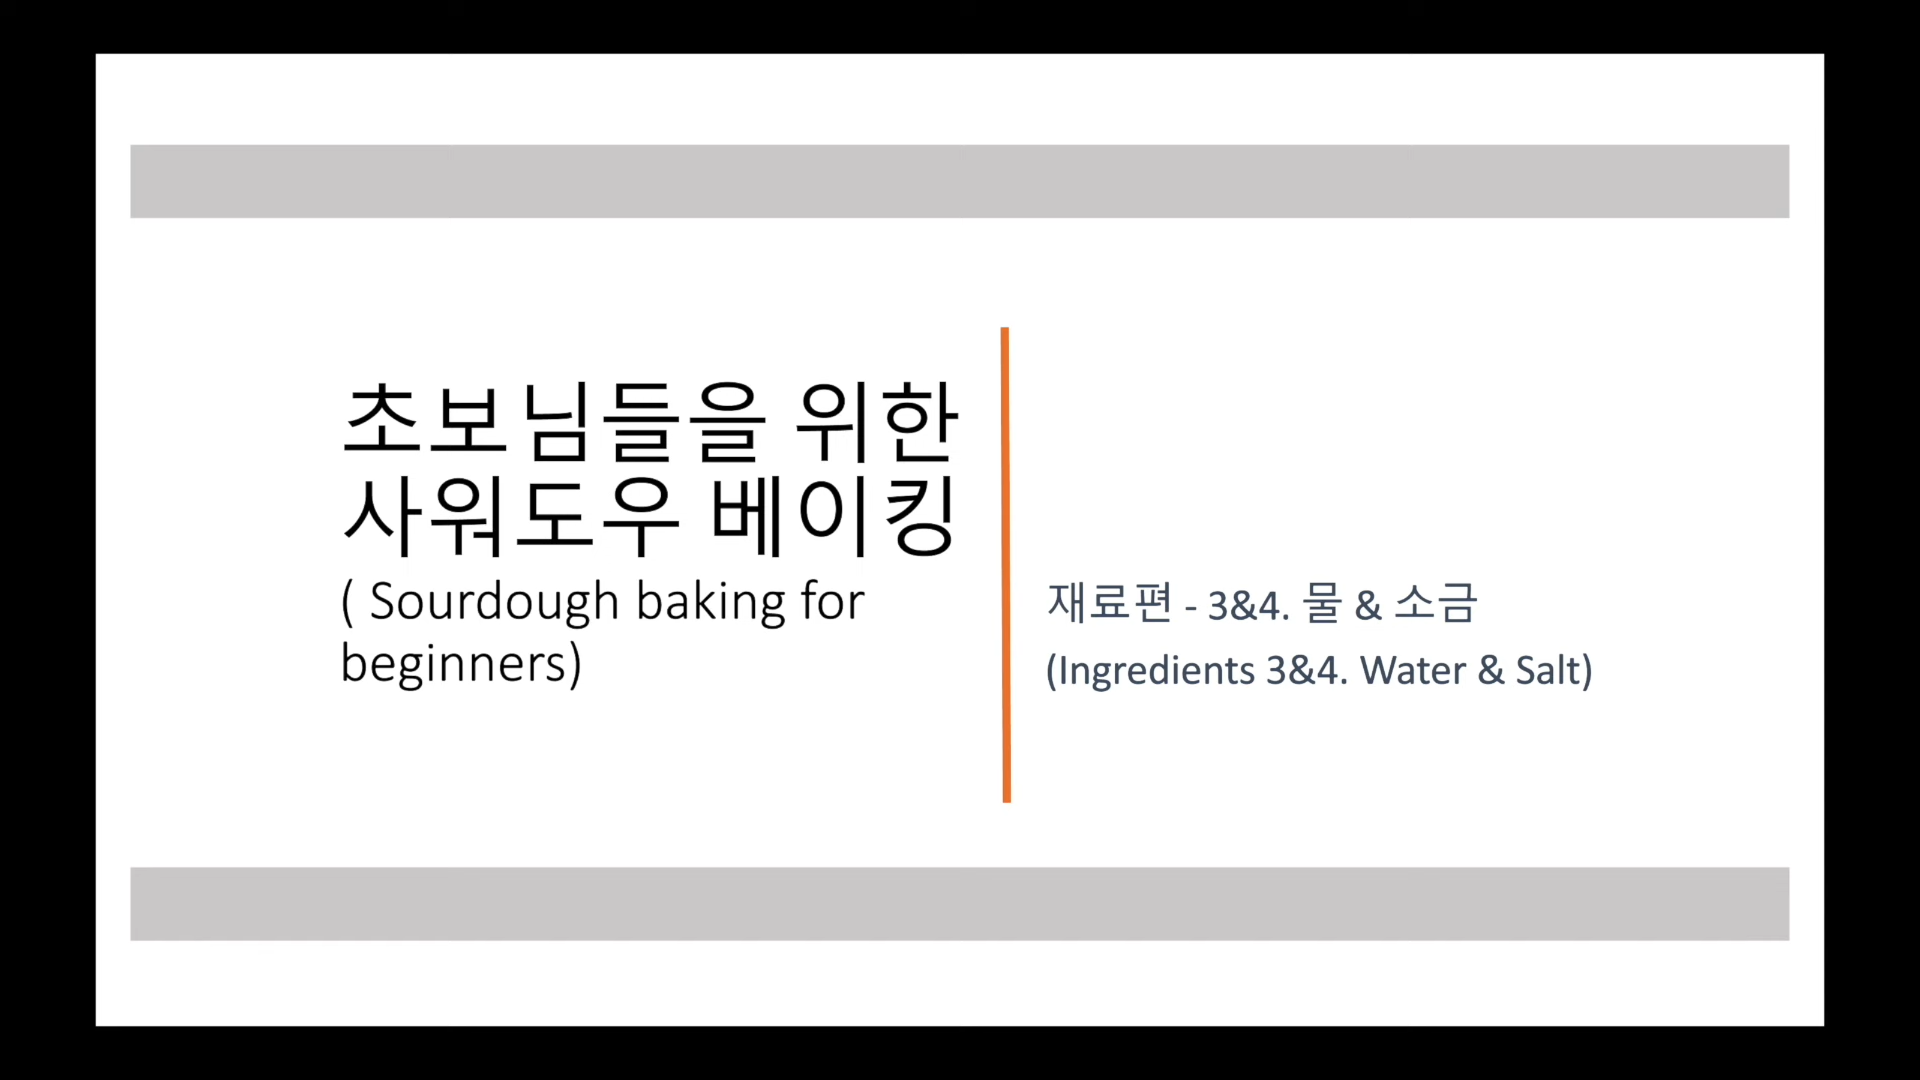 초보님들을 위한
사워도우 베이킹
( Sourdough baking for
beginners)
재료편 - 3&4. 물 & 소금
(Ingredients 3&4. Water & Salt)